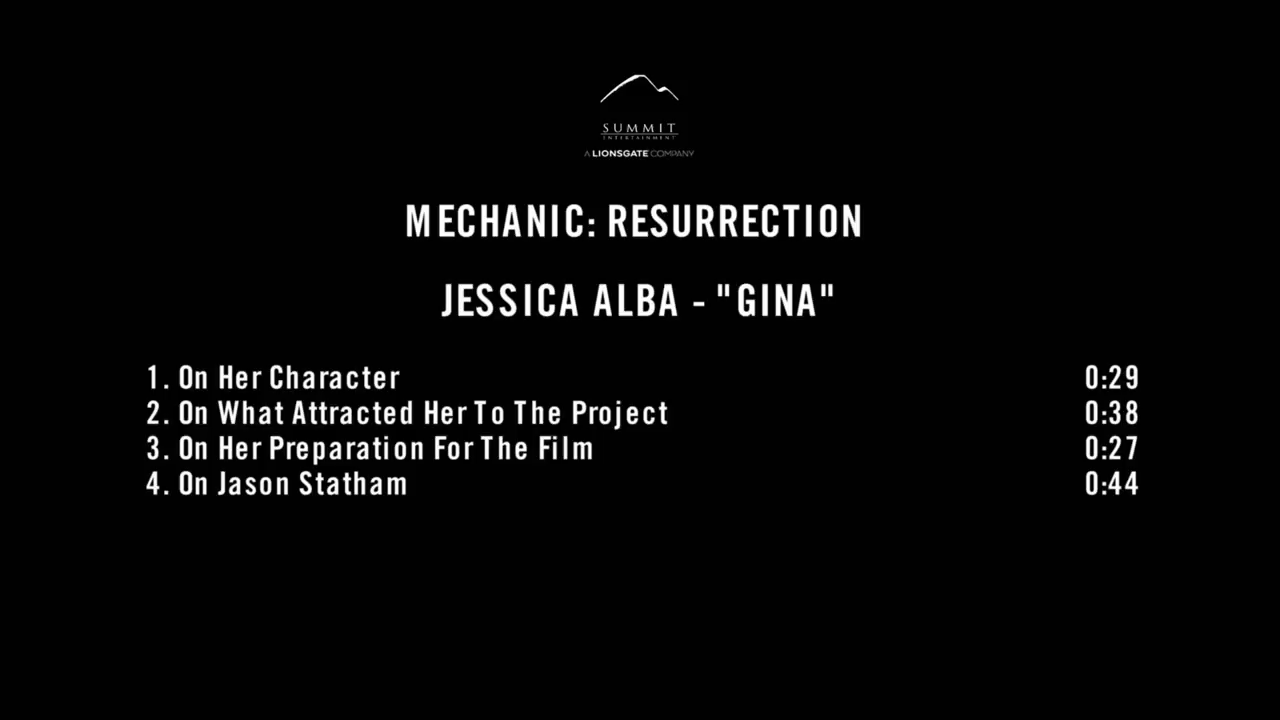 SUMMIT
ENTERTAINMENT
A LIONSGATE COMPANY
MECHANIC: RESURRECTION
JESSICA ALBA - "GINA"
1. On Her Character 0:29
2. On What Attracted Her To The Project 0:38
3. On Her Preparation For The Film 0:27
4. On Jason Statham 0:44